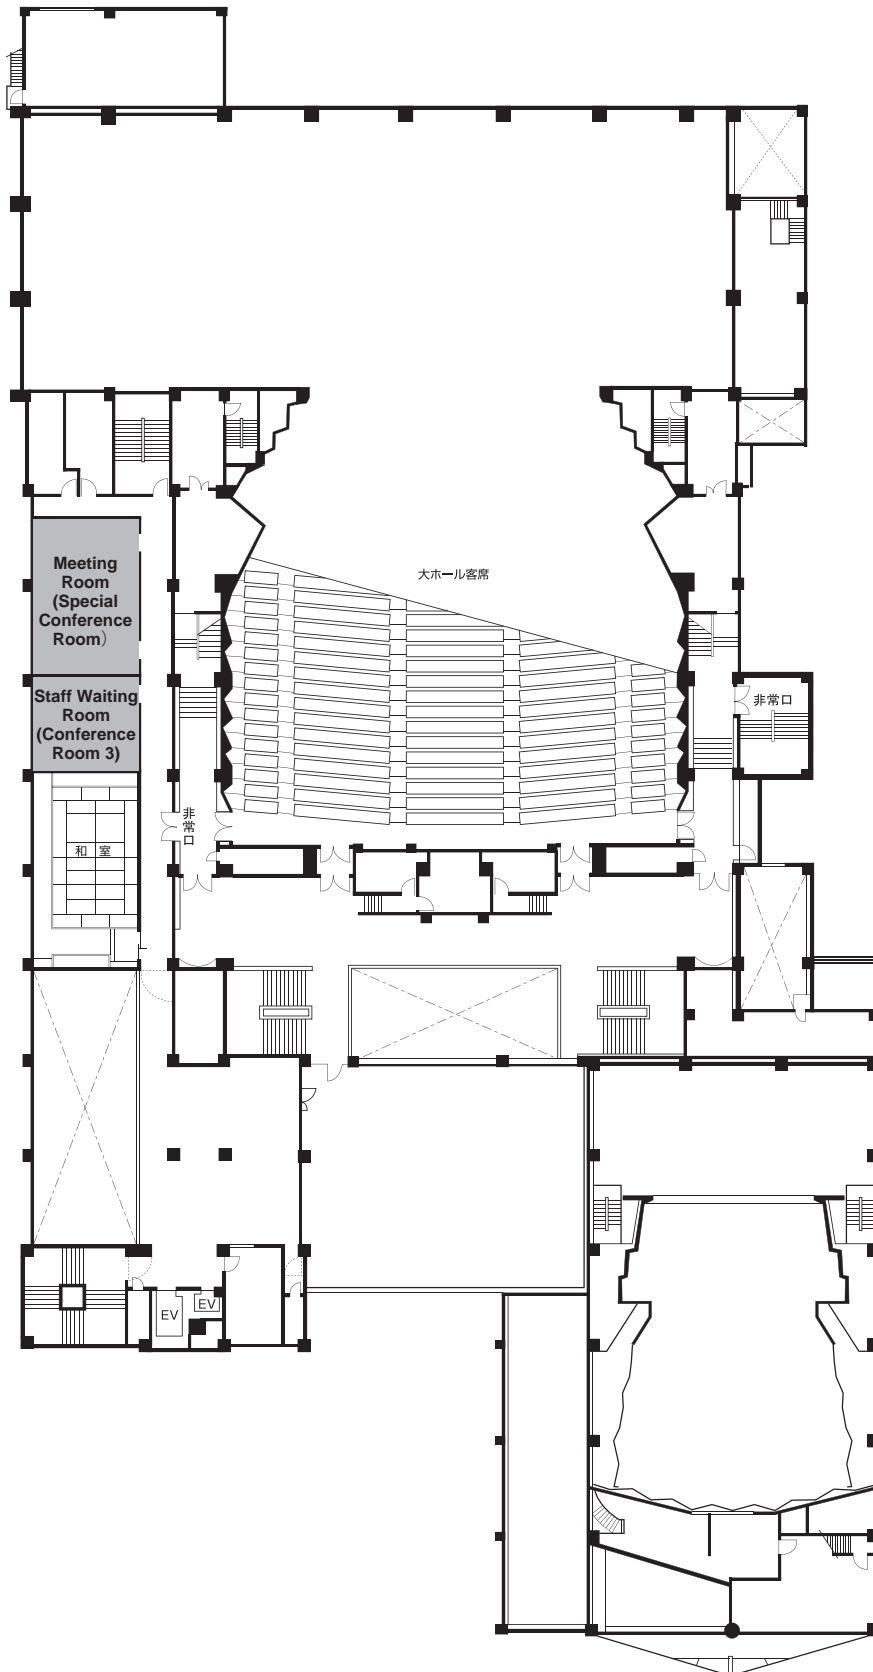 大ホール客席
Meeting
Room
(Special
Conference
Room）
Staff Waiting
Room
(Conference
Room 3)
非常口
非常口
和 室
EV
EV